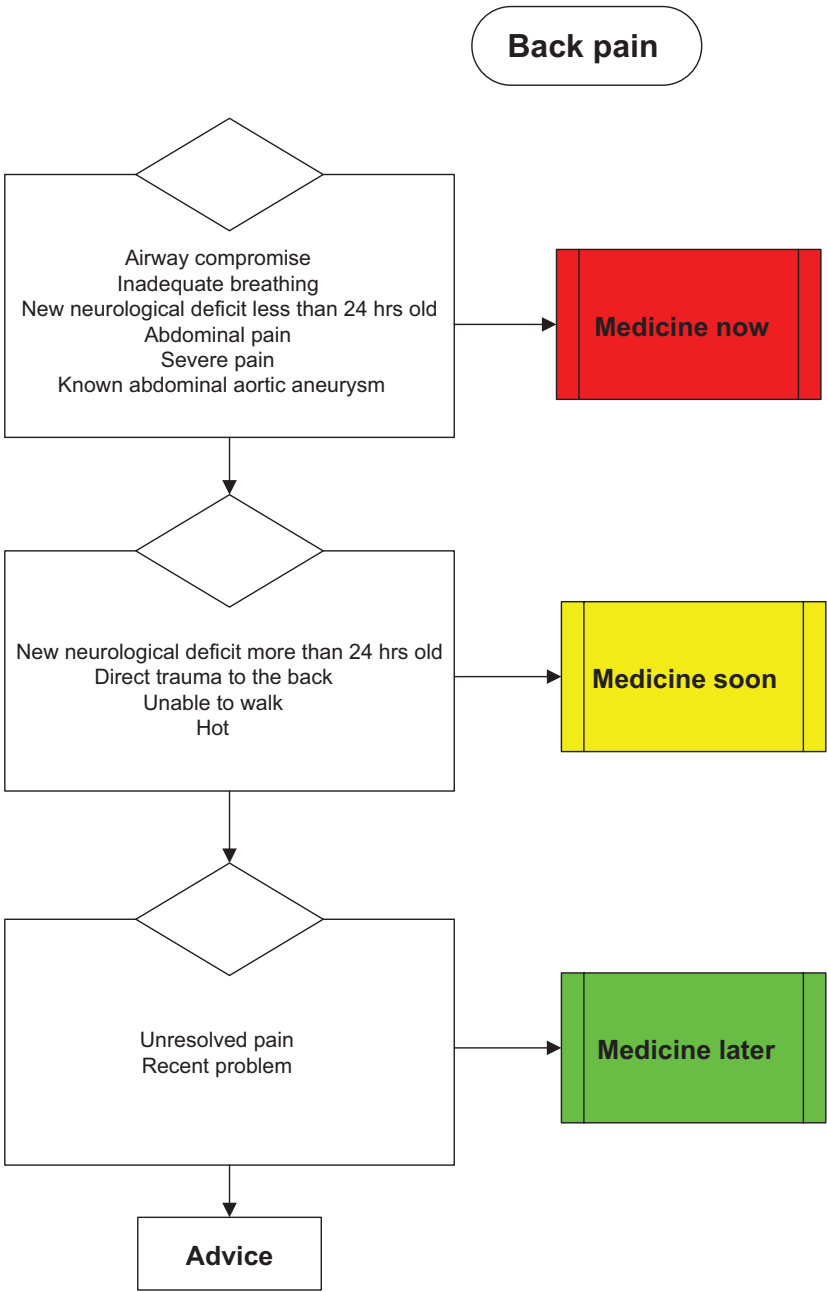 Back pain
Airway compromise
Inadequate breathing
New neurological deficit less than 24 hrs old
Abdominal pain
Severe pain
Known abdominal aortic aneurysm
Medicine now
New neurological deficit more than 24 hrs old
Direct trauma to the back
Unable to walk
Hot
Medicine soon
Unresolved pain
Recent problem
Medicine later
Advice